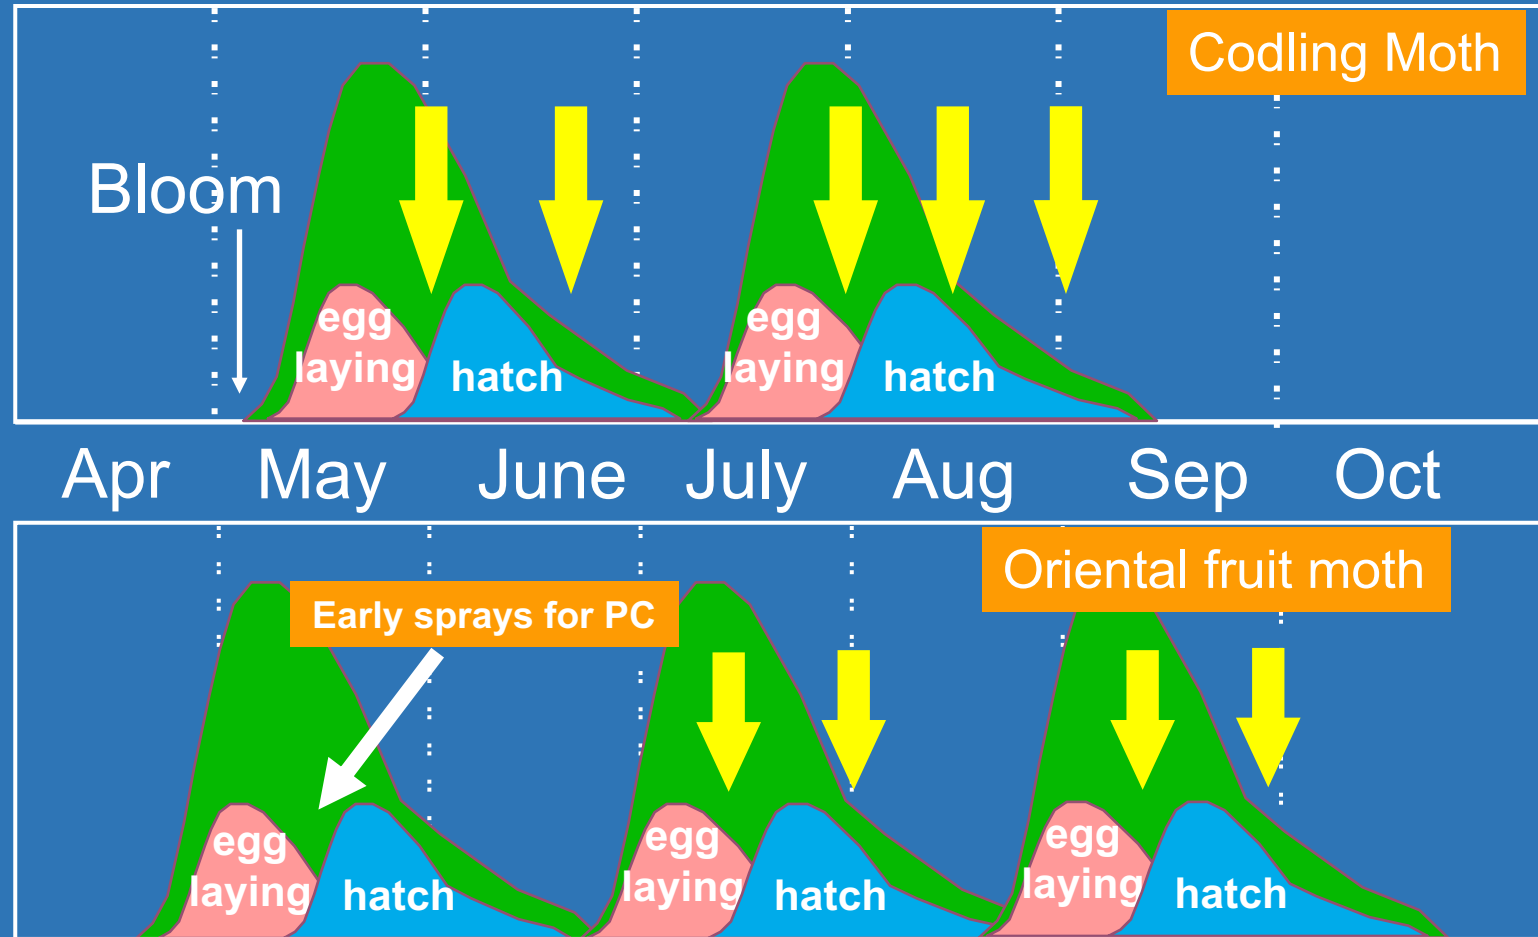 Codling Moth
Bloom
egg
laying
hatch
egg
laying
hatch
Apr May June July Aug Sep Oct
Oriental fruit moth
Early sprays for PC
egg
laying
hatch
egg
laying
hatch
egg
laying
hatch